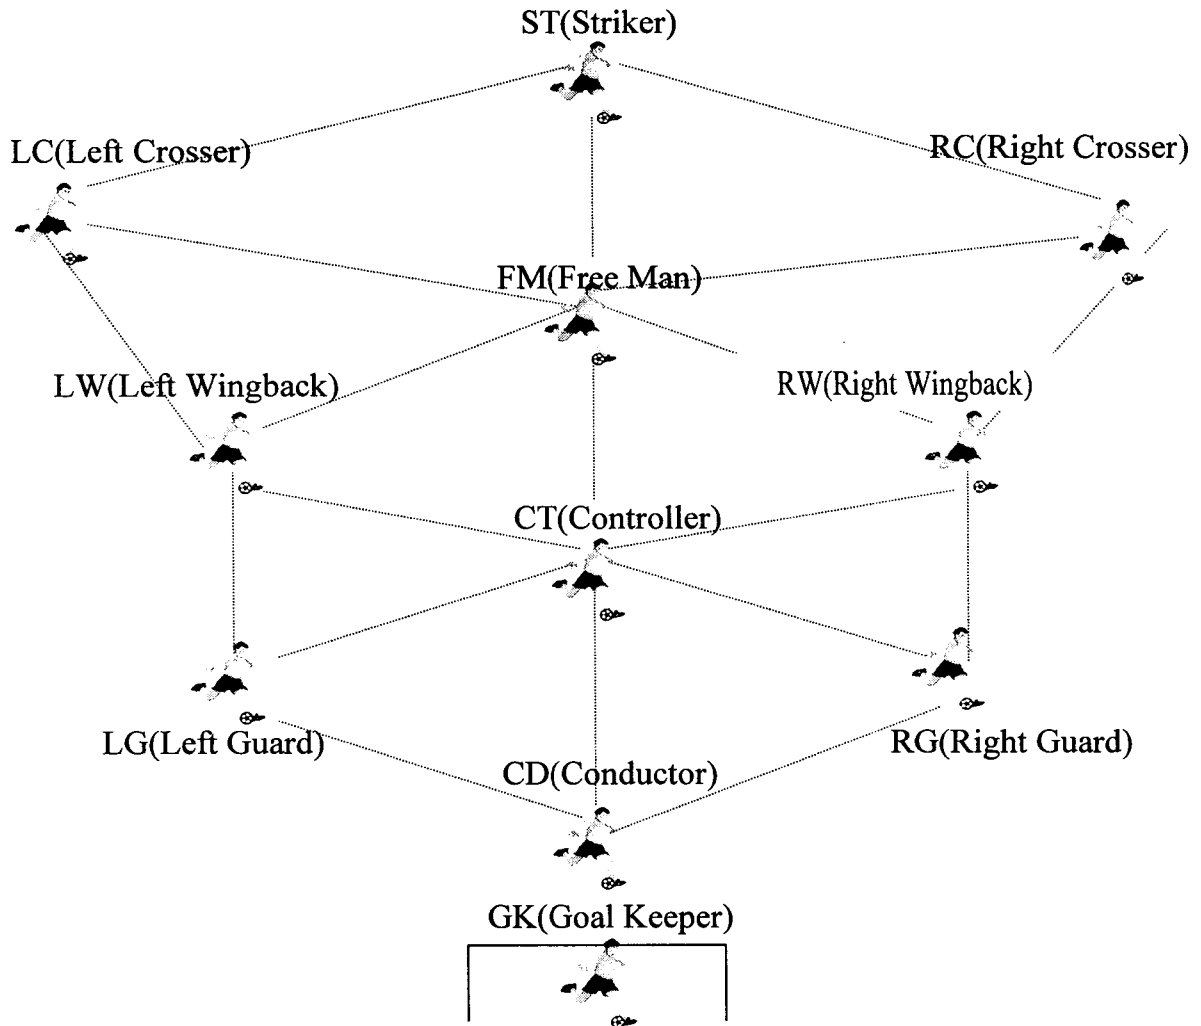 ST(Striker)
LC(Left Crosser)
RC(Right Crosser)
FM(Free Man)
LW(Left Wingback)
RW(Right Wingback)
CT(Controller)
LG(Left Guard)
RG(Right Guard)
CD(Conductor)
GK(Goal Keeper)